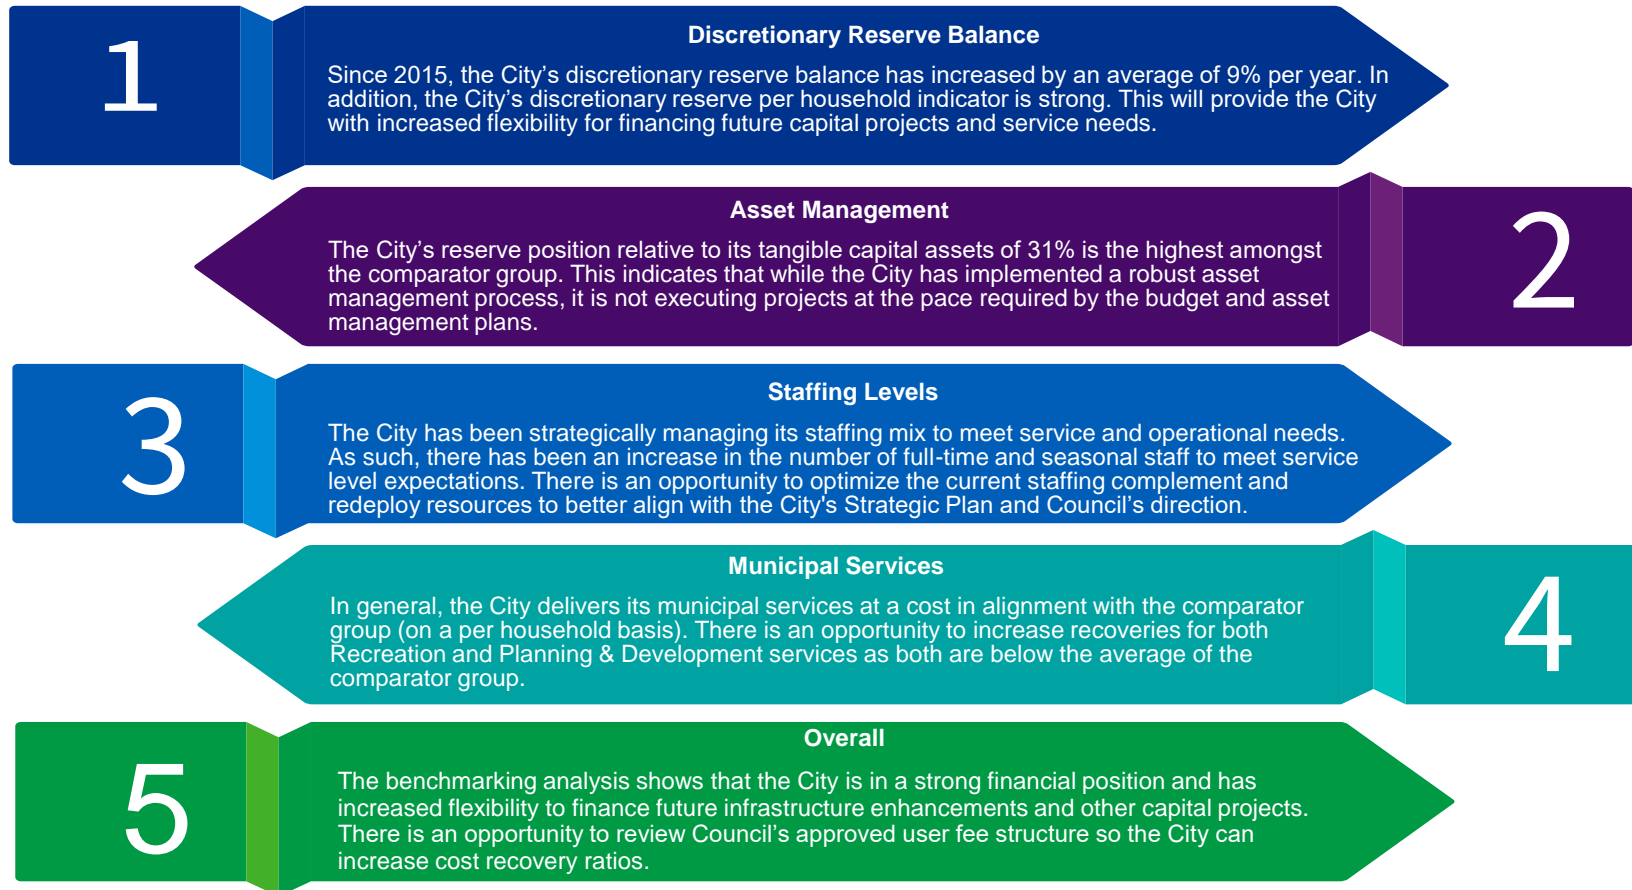 1
Discretionary Reserve Balance
Since 2015, the City’s discretionary reserve balance has increased by an average of 9% per year. In
addition, the City’s discretionary reserve per household indicator is strong. This will provide the City
with increased flexibility for financing future capital projects and service needs.
Asset Management
The City’s reserve position relative to its tangible capital assets of 31% is the highest amongst
the comparator group. This indicates that while the City has implemented a robust asset
management process, it is not executing projects at the pace required by the budget and asset
management plans.
2
3
Staffing Levels
The City has been strategically managing its staffing mix to meet service and operational needs.
As such, there has been an increase in the number of full-time and seasonal staff to meet service
level expectations. There is an opportunity to optimize the current staffing complement and
redeploy resources to better align with the City's Strategic Plan and Council’s direction.
Municipal Services
In general, the City delivers its municipal services at a cost in alignment with the comparator
group (on a per household basis). There is an opportunity to increase recoveries for both
Recreation and Planning & Development services as both are below the average of the
comparator group.
4
5
Overall
The benchmarking analysis shows that the City is in a strong financial position and has
increased flexibility to finance future infrastructure enhancements and other capital projects.
There is an opportunity to review Council’s approved user fee structure so the City can
increase cost recovery ratios.